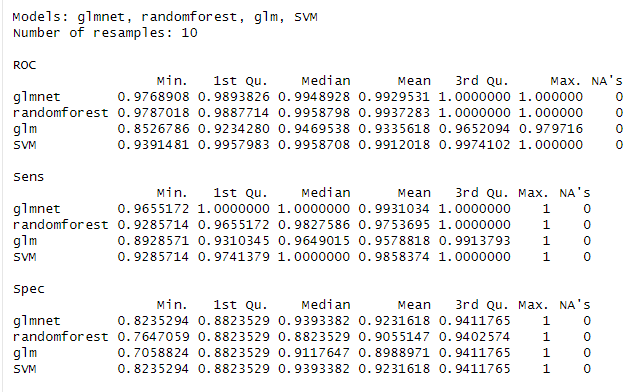 Models: glmnet, randomforest, glm, SVM
Number of resamples: 10
ROC
Min. 1st Qu. Median Mean 3rd Qu. Max. NA's
glmnet 0.9768908 0.9893826 0.9948928 0.9929531 1.0000000 1.000000 0
randomforest 0.9787018 0.9887714 0.9958798 0.9937283 1.0000000 1.000000 0
glm 0.8526786 0.9234280 0.9469538 0.9335618 0.9652094 0.979716 0
SVM 0.9391481 0.9957983 0.9958708 0.9912018 0.9974102 1.000000 0
Sens
Min. 1st Qu. Median Mean 3rd Qu. Max. NA's
glmnet 0.9655172 1.0000000 1.0000000 0.9931034 1.0000000 1 0
randomforest 0.9285714 0.9655172 0.9827586 0.9753695 1.0000000 1 0
glm 0.8928571 0.9310345 0.9649015 0.9578818 0.9913793 1 0
SVM 0.9285714 0.9741379 1.0000000 0.9858374 1.0000000 1 0
Spec
Min. 1st Qu. Median Mean 3rd Qu. Max. NA's
glmnet 0.8235294 0.8823529 0.9393382 0.9231618 0.9411765 1 0
randomforest 0.7647059 0.8823529 0.8823529 0.9055147 0.9402574 1 0
glm 0.7058824 0.8823529 0.9117647 0.8988971 0.9411765 1 0
SVM 0.8235294 0.8823529 0.9393382 0.9231618 0.9411765 1 0